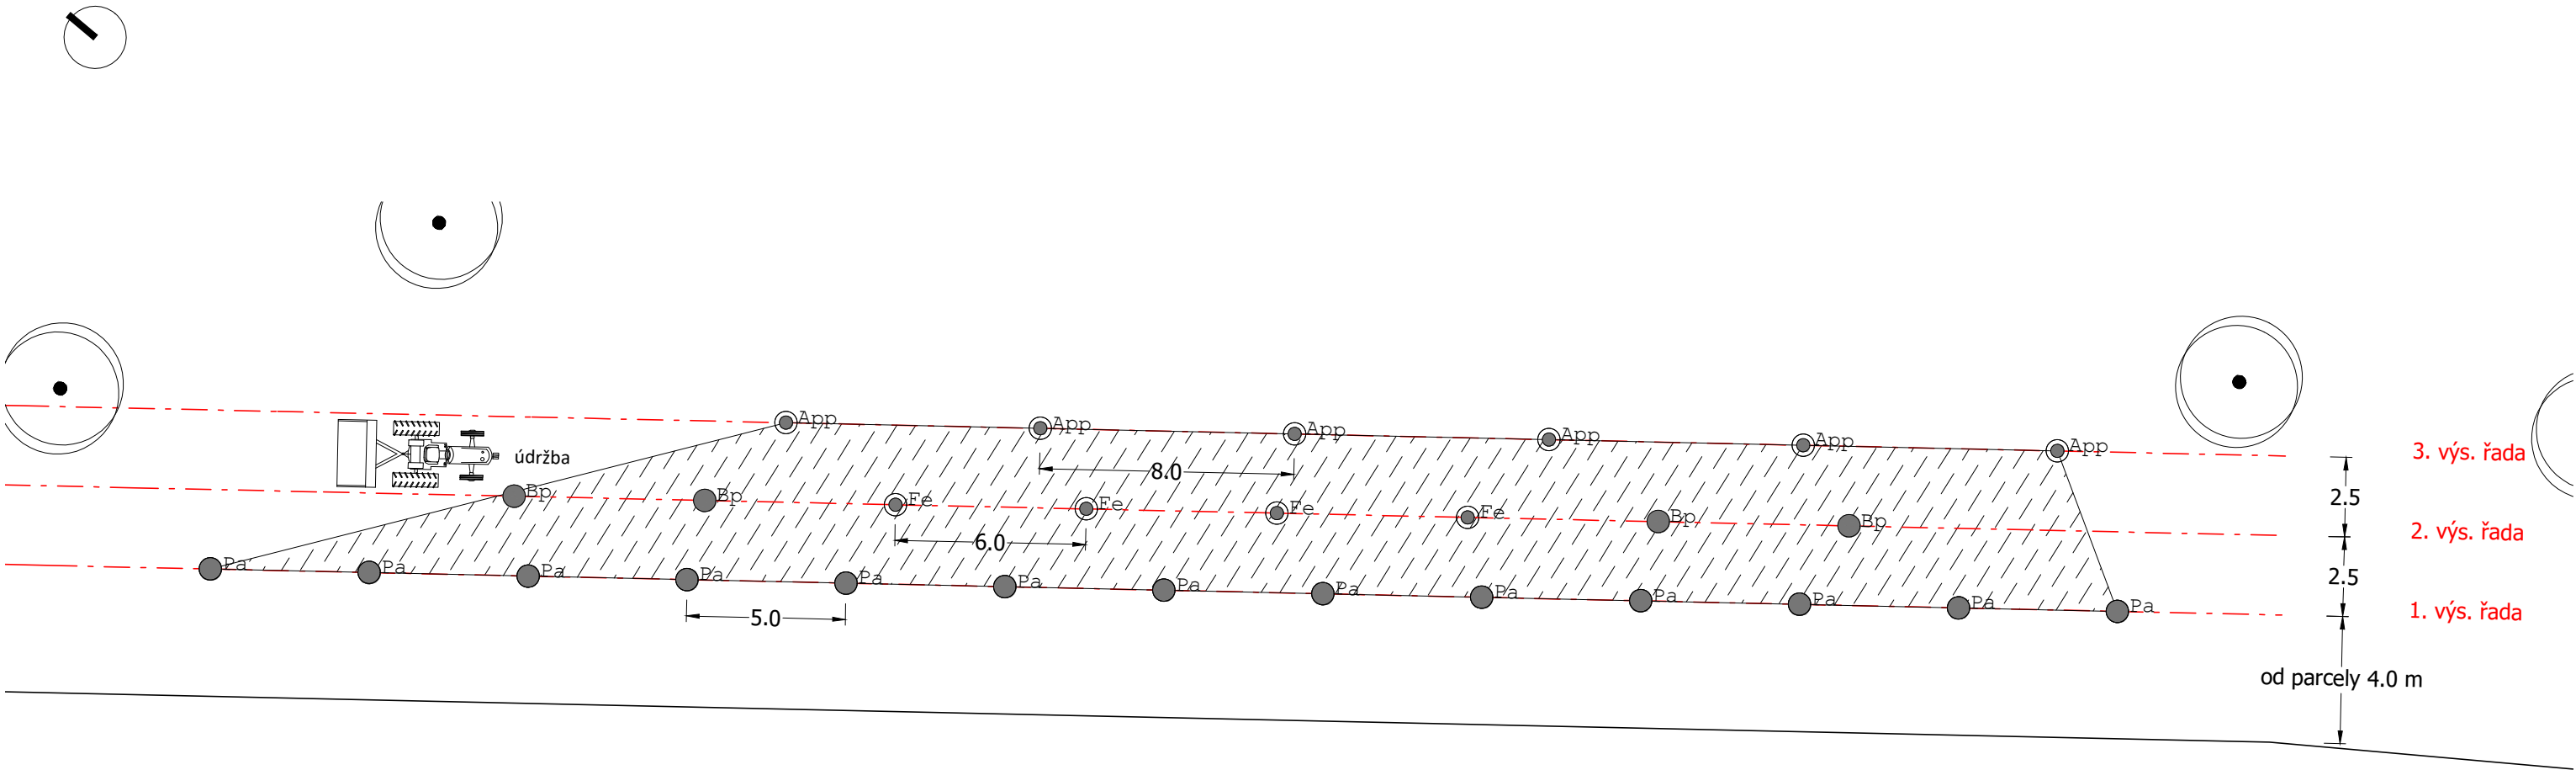 App App App App App App
3. výs. řada
údržba
8.0
2.5
Bp Bp Fe Fe Fe Fe Bp Bp
2. výs. řada
6.0
2.5
Pa Pa Pa Pa Pa Pa Pa Pa Pa Pa Pa Pa Pa
1. výs. řada
5.0
od parcely 4.0 m